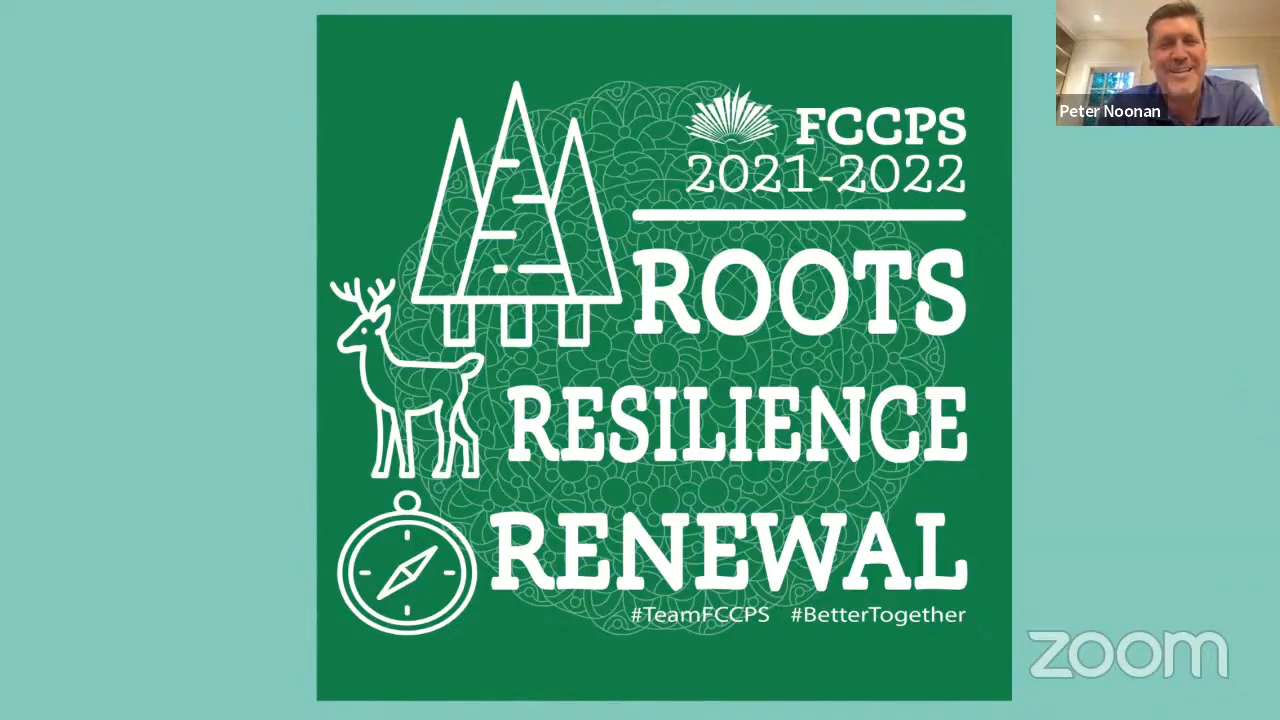 Peter Noonan
FCCPS
2021-2022
ROOTS
RESILIENCE
RENEWAL
#TeamFCCPS #BetterTogether
zoom